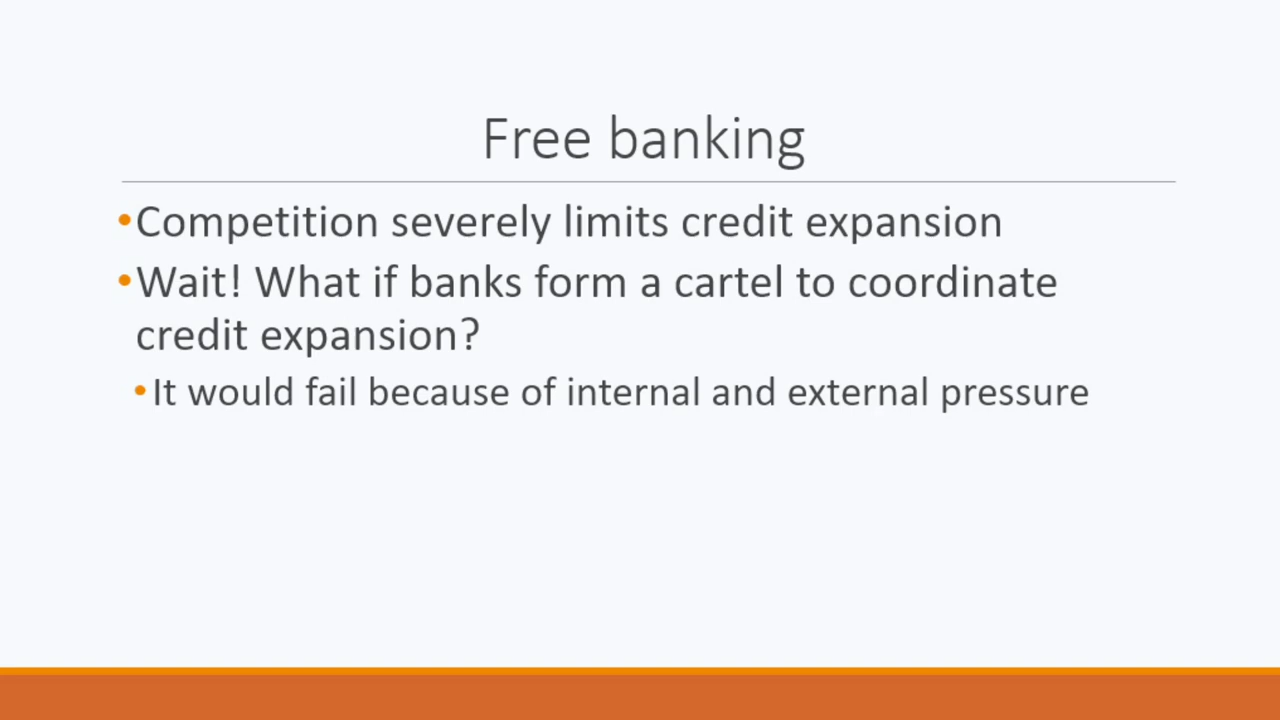 Free banking
•Competition severely limits credit expansion
•Wait! What if banks form a cartel to coordinate
credit expansion?
•It would fail because of internal and external pressure